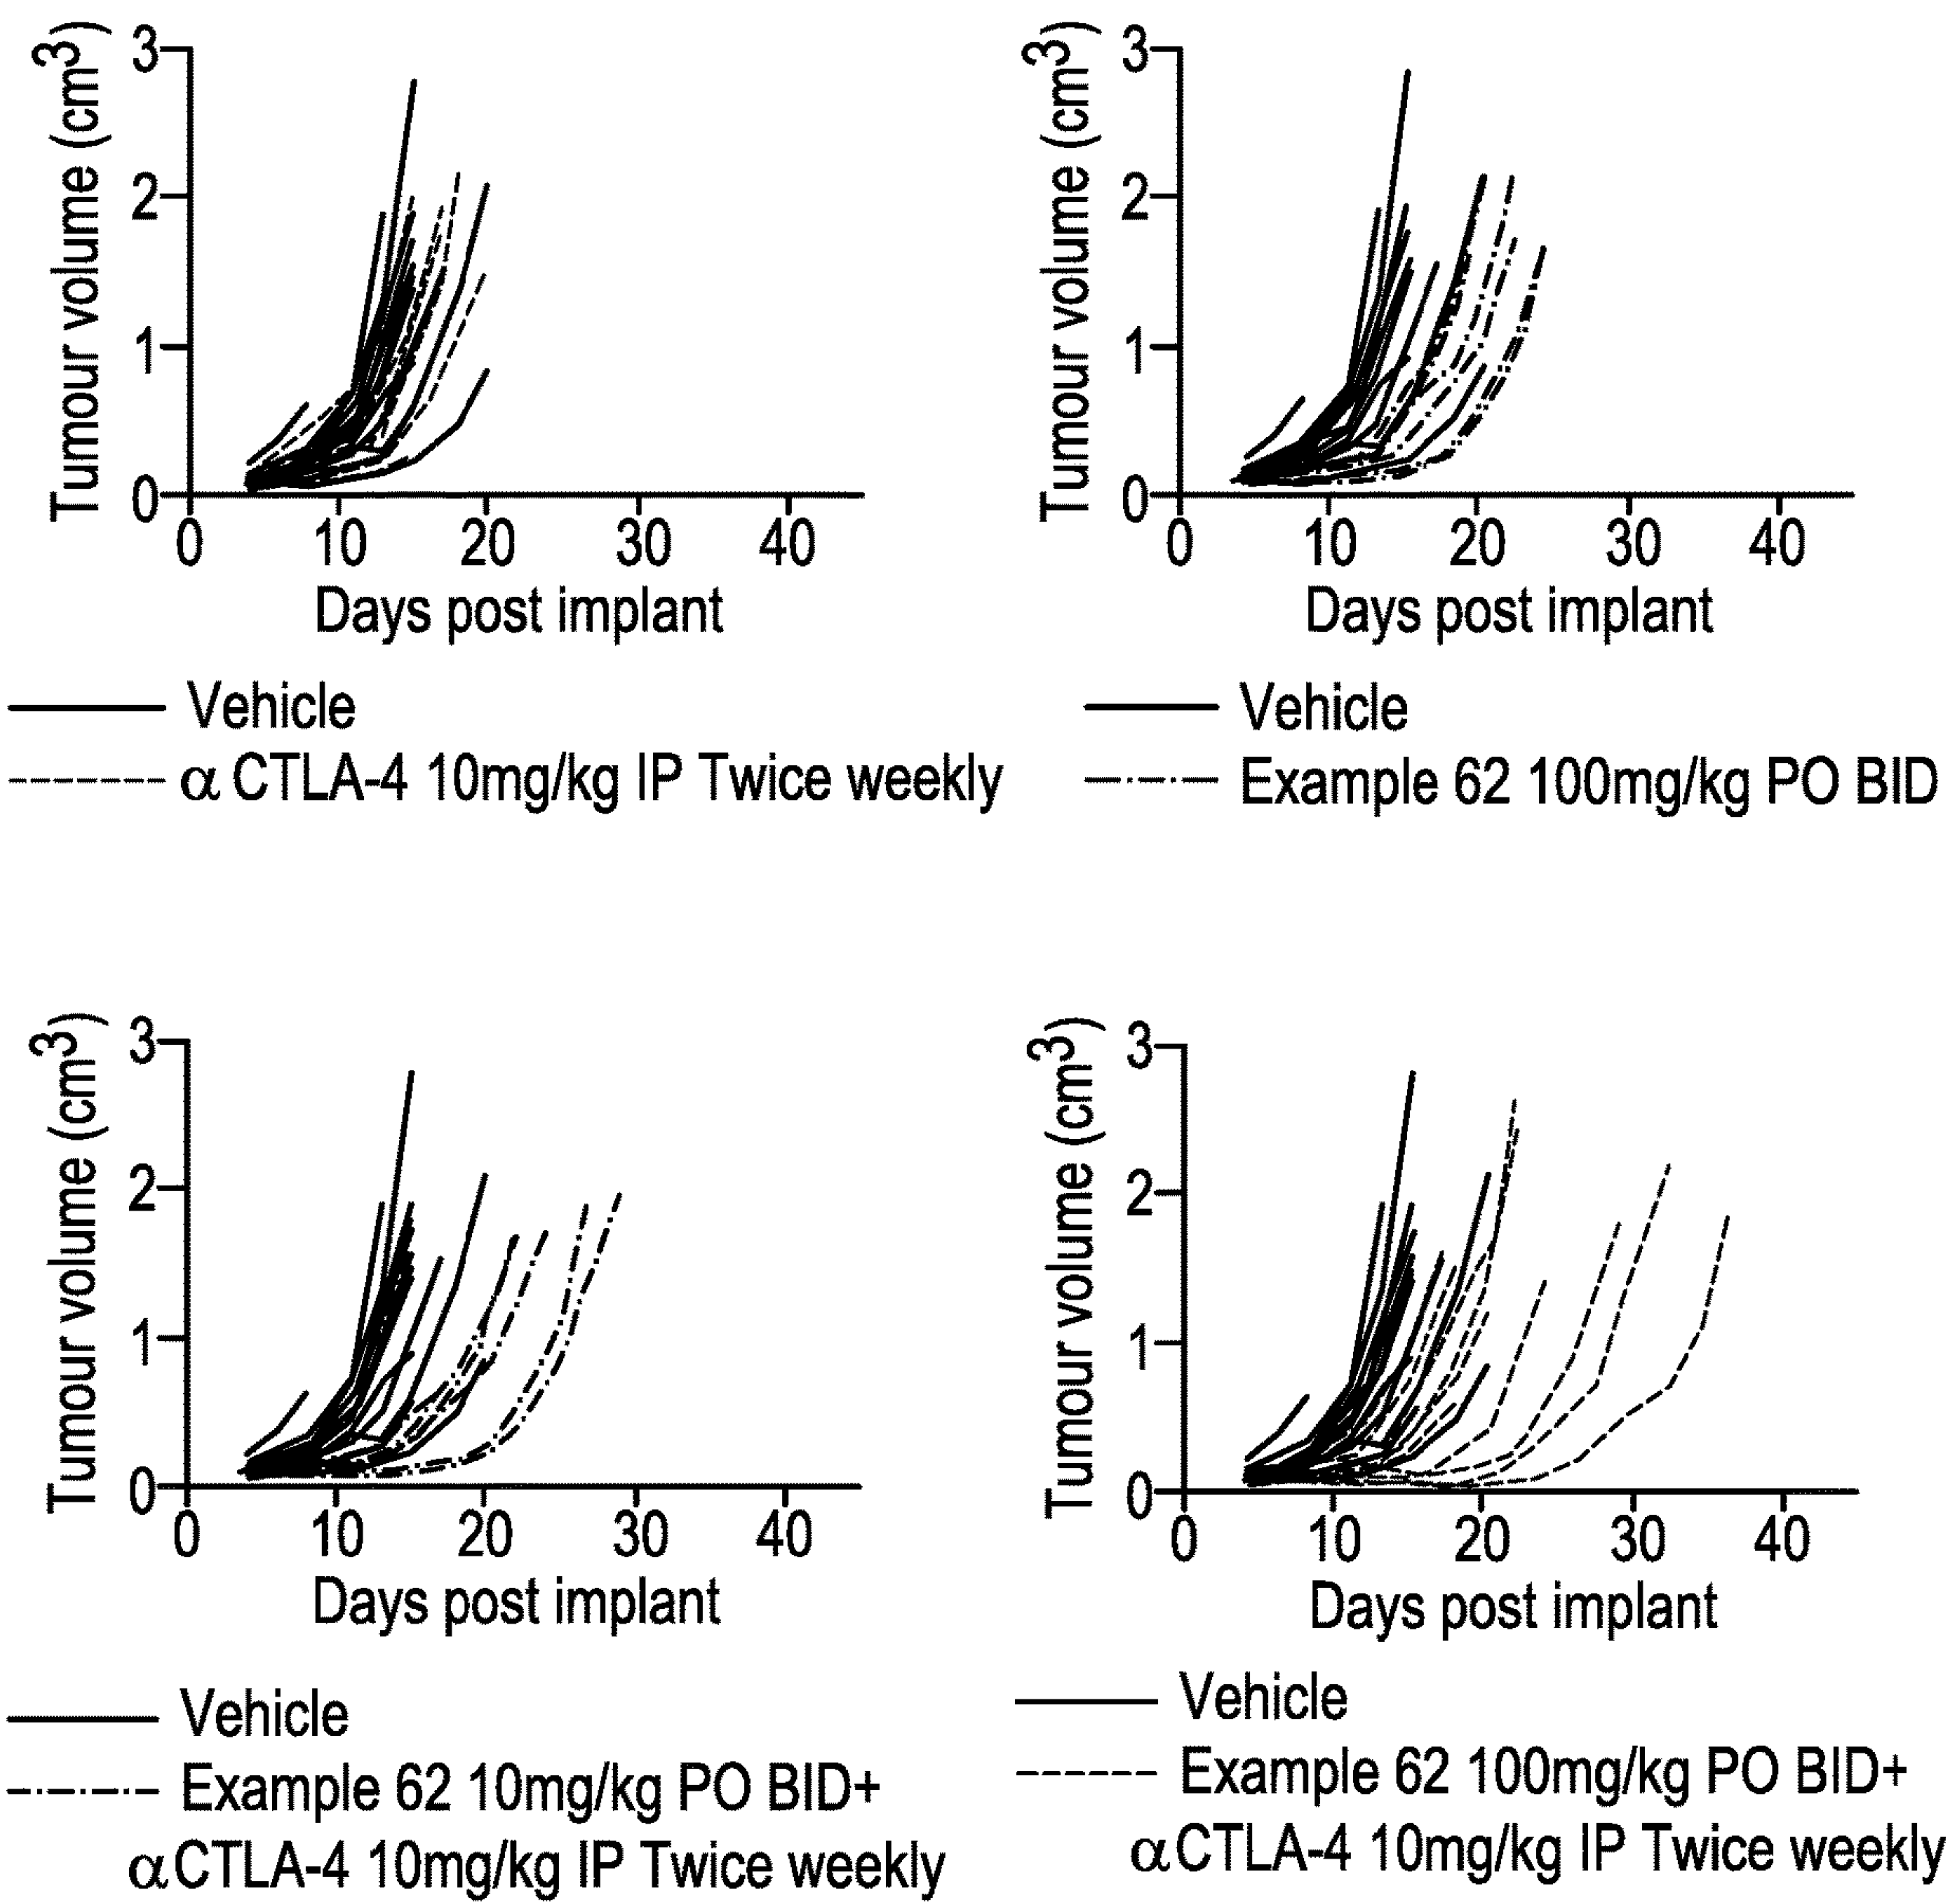 Tumour volume (cm3)
3
2
1
0
0 10 20 30 40
Days post implant
Vehicle
α CTLA-4 10mg/kg IP Twice weekly
Tumour volume (cm3)
3
2
1
0
0 10 20 30 40
Days post implant
Vehicle
Example 62 100mg/kg PO BID
Tumour volume (cm3)
3
2
1
0
0 10 20 30 40
Days post implant
Vehicle
Example 62 10mg/kg PO BID+
αCTLA-4 10mg/kg IP Twice weekly
Tumour volume (cm3)
3
2
1
0
0 10 20 30 40
Days post implant
Vehicle
Example 62 100mg/kg PO BID+
αCTLA-4 10mg/kg IP Twice weekly